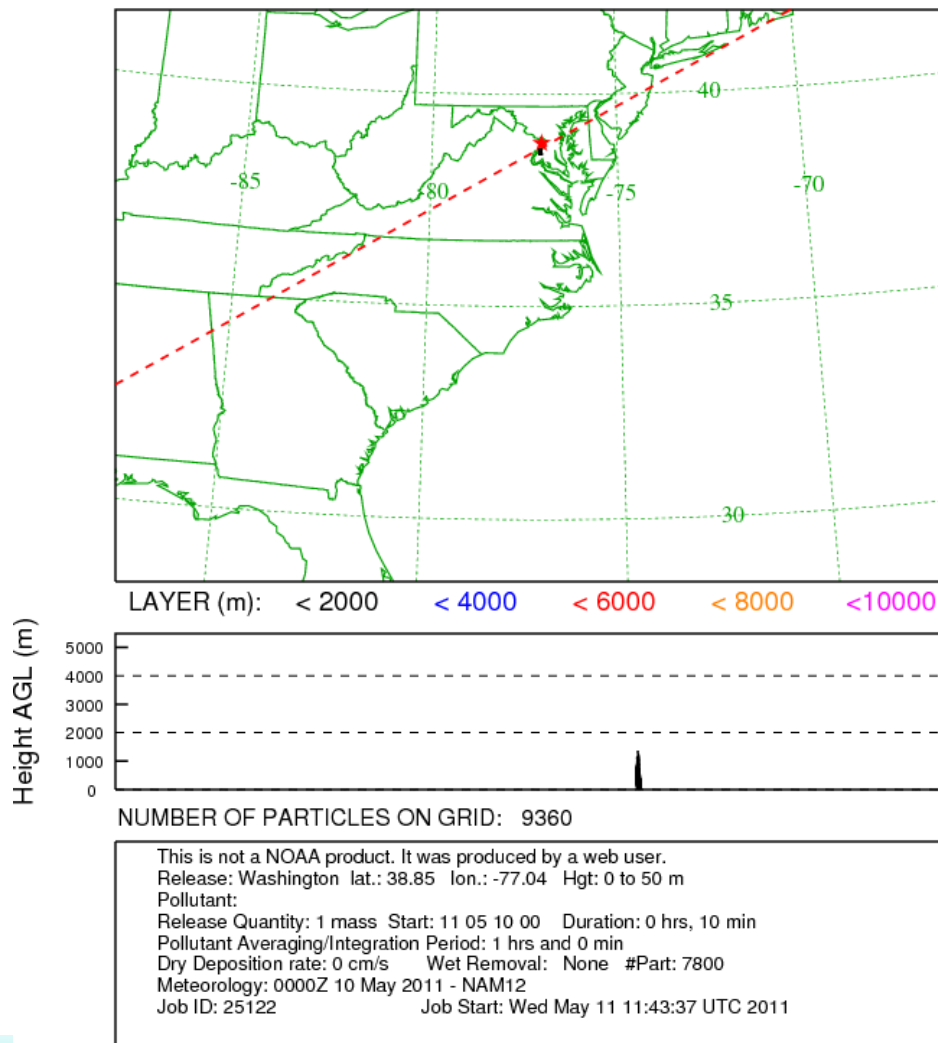 40
-85
-80
-75
-70
35
30
LAYER (m): < 2000 < 4000 < 6000 < 8000 <10000
Height AGL (m)
5000
4000
3000
2000
1000
0
NUMBER OF PARTICLES ON GRID: 9360
This is not a NOAA product. It was produced by a web user.
Release: Washington lat.: 38.85 lon.: -77.04 Hgt: 0 to 50 m
Pollutant:
Release Quantity: 1 mass Start: 11 05 10 00 Duration: 0 hrs, 10 min
Pollutant Averaging/Integration Period: 1 hrs and 0 min
Dry Deposition rate: 0 cm/s Wet Removal: None #Part: 7800
Meteorology: 0000Z 10 May 2011 - NAM12
Job ID: 25122 Job Start: Wed May 11 11:43:37 UTC 2011